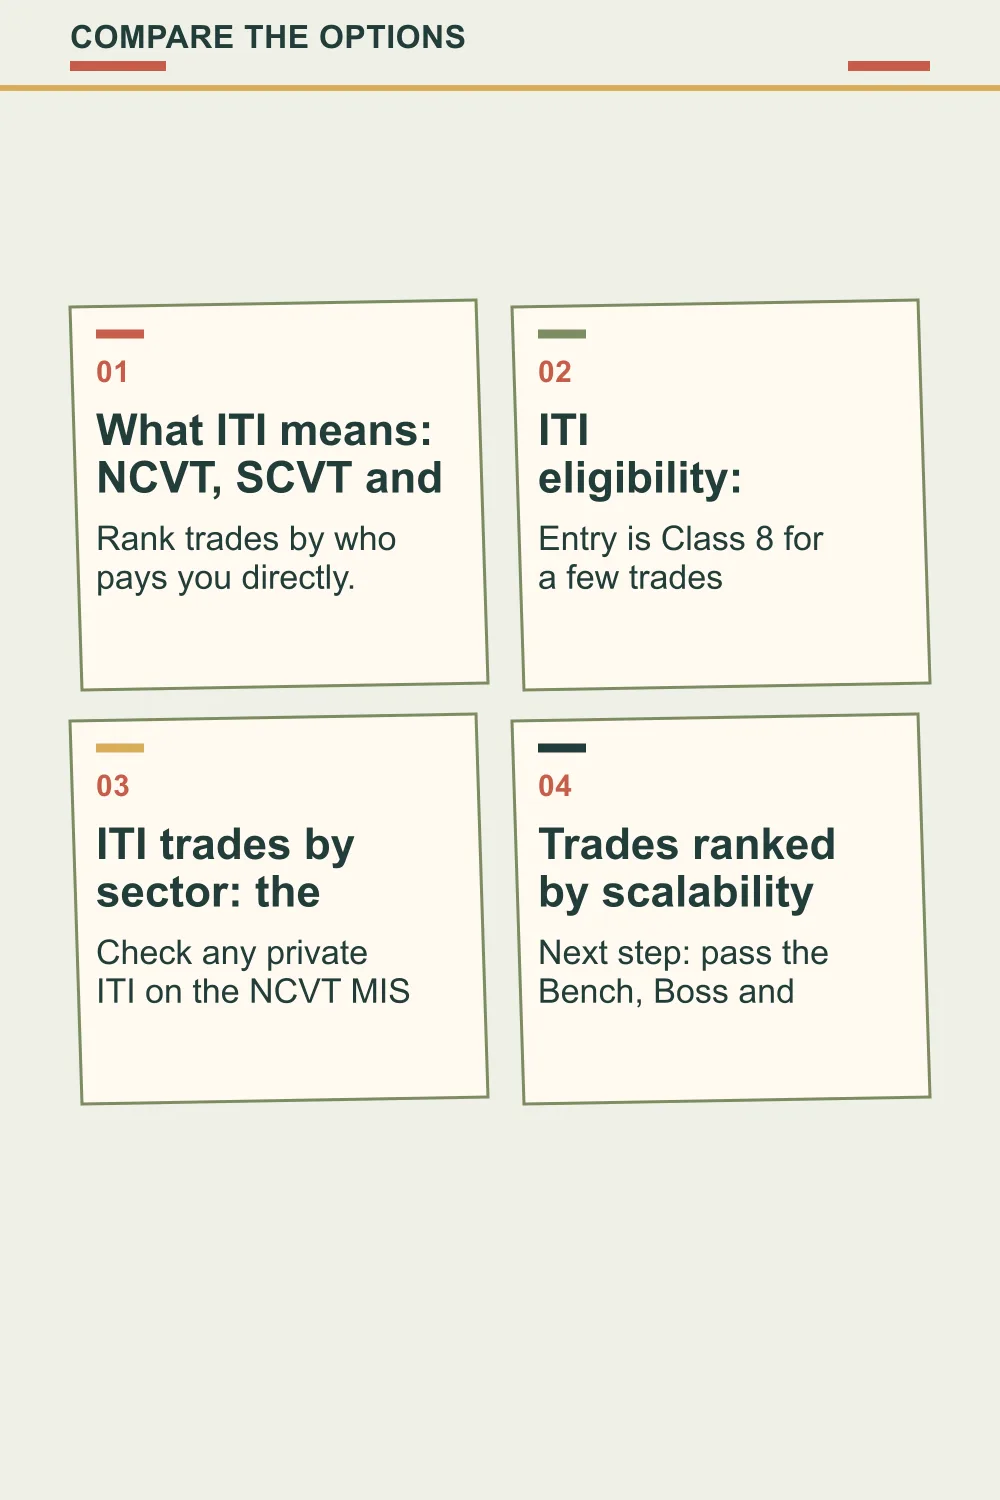 COMPARE THE OPTIONS
01
What ITI means:
NCVT, SCVT and
Rank trades by who
pays you directly.
02
ITI
eligibility:
Entry is Class 8 for
a few trades
03
ITI trades by
sector: the
Check any private
ITI on the NCVT MIS
04
Trades ranked
by scalability
Next step: pass the
Bench, Boss and